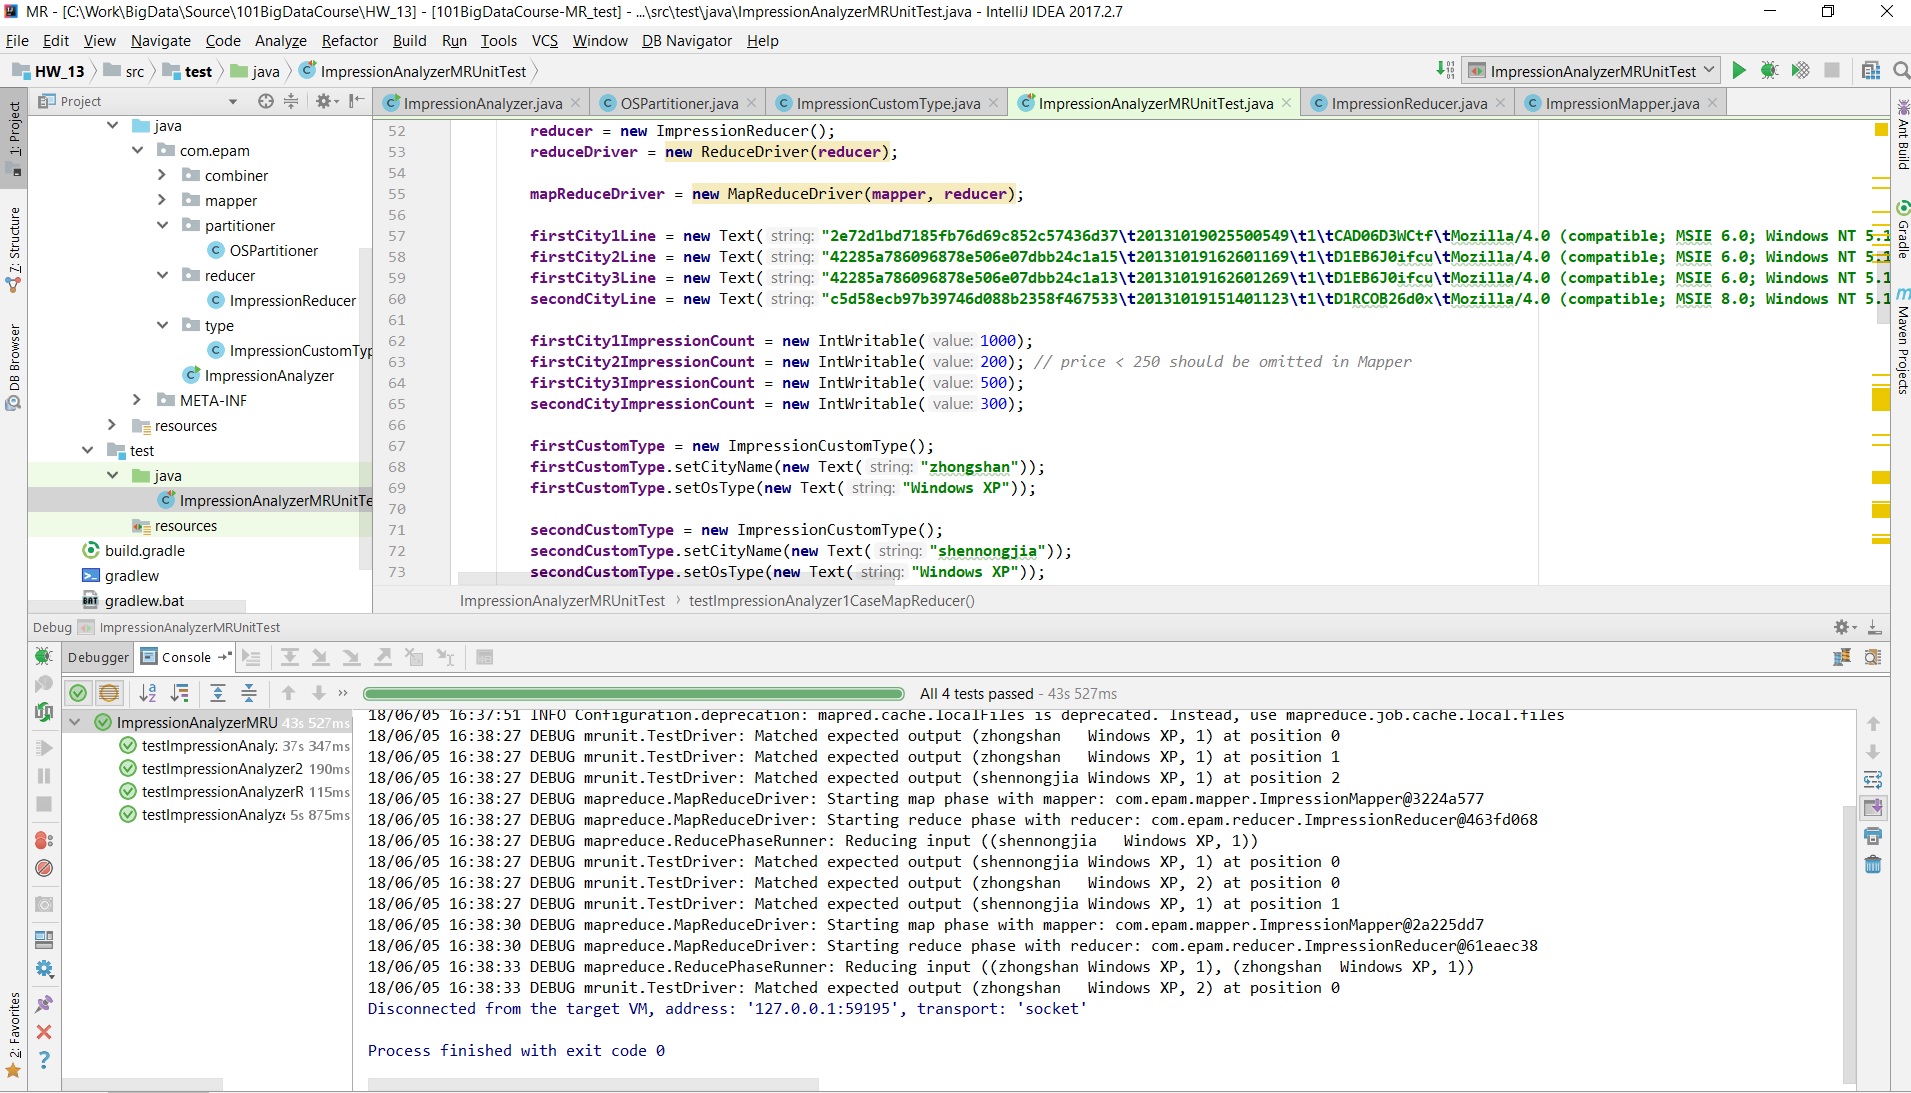 MR - [C:\Work\BigData\Source\101BigDataCourse\HW_13] - [101BigDataCourse-MR_test] - ...\src\test\java\ImpressionAnalyzerMRUnitTest.java - IntelliJ IDEA 2017.2.7
File Edit View Navigate Code Analyze Refactor Build Run Tools VCS Window DB Navigator Help
HW_13 src test java ImpressionAnalyzerMRUnitTest ImpressionAnalyzerMRUnitTest
Project ImpressionAnalyzer.java OSPartitioner.java ImpressionCustomType.java ImpressionAnalyzerMRUnitTest.java ImpressionReducer.java ImpressionMapper.java
1: Project
7: Structure
DB Browser
2: Favorites
java
com.epam
combiner
mapper
partitioner
OSPartitioner
reducer
ImpressionReducer
type
ImpressionCustomTyp
ImpressionAnalyzer
META-INF
resources
test
java
ImpressionAnalyzerMRUnitTe
resources
build.gradle
gradlew
gradlew.bat
52 reducer = new ImpressionReducer();
53 reduceDriver = new ReduceDriver(reducer);
54
55 mapReduceDriver = new MapReduceDriver(mapper, reducer);
56
57 firstCity1Line = new Text( string: "2e72d1bd7185fb76d69c852c57436d37\t20131019025500549\t1\tCAD06D3WCtf\tMozilla/4.0 (compatible; MSIE 6.0; Windows NT 5.1
58 firstCity2Line = new Text( string: "42285a786096878e506e07dbb24c1a15\t20131019162601169\t1\tD1EB6J0ifcu\tMozilla/4.0 (compatible; MSIE 6.0; Windows NT 5.1
59 firstCity3Line = new Text( string: "42285a786096878e506e07dbb24c1a13\t20131019162601269\t1\tD1EB6J0ifcu\tMozilla/4.0 (compatible; MSIE 6.0; Windows NT 5.1
60 secondCityLine = new Text( string: "c5d58ecb97b39746d088b2358f467533\t20131019151401123\t1\tD1RCOB26d0x\tMozilla/4.0 (compatible; MSIE 8.0; Windows NT 5.1
61
62 firstCity1ImpressionCount = new IntWritable( value: 1000);
63 firstCity2ImpressionCount = new IntWritable( value: 200); // price < 250 should be omitted in Mapper
64 firstCity3ImpressionCount = new IntWritable( value: 500);
65 secondCityImpressionCount = new IntWritable( value: 300);
66
67 firstCustomType = new ImpressionCustomType();
68 firstCustomType.setCityName(new Text( string: "zhongshan"));
69 firstCustomType.setOsType(new Text( string: "Windows XP"));
70
71 secondCustomType = new ImpressionCustomType();
72 secondCustomType.setCityName(new Text( string: "shennongjia"));
73 secondCustomType.setOsType(new Text( string: "Windows XP"));
ImpressionAnalyzerMRUnitTest › testImpressionAnalyzer1CaseMapReducer()
Ant Build
Gradle
Maven Projects
Debug ImpressionAnalyzerMRUnitTest
Debugger Console
All 4 tests passed - 43s 527ms
ImpressionAnalyzerMRU 43s 527ms
testImpressionAnaly: 37s 347ms
testImpressionAnalyzer2 190ms
testImpressionAnalyzerR 115ms
testImpressionAnalyze 5s 875ms
18/06/05 16:37:51 INFO Configuration.deprecation: mapred.cache.localFiles is deprecated. Instead, use mapreduce.job.cache.local.files
18/06/05 16:38:27 DEBUG mrunit.TestDriver: Matched expected output (zhongshan Windows XP, 1) at position 0
18/06/05 16:38:27 DEBUG mrunit.TestDriver: Matched expected output (zhongshan Windows XP, 1) at position 1
18/06/05 16:38:27 DEBUG mrunit.TestDriver: Matched expected output (shennongjia Windows XP, 1) at position 2
18/06/05 16:38:27 DEBUG mapreduce.MapReduceDriver: Starting map phase with mapper: com.epam.mapper.ImpressionMapper@3224a577
18/06/05 16:38:27 DEBUG mapreduce.MapReduceDriver: Starting reduce phase with reducer: com.epam.reducer.ImpressionReducer@463fd068
18/06/05 16:38:27 DEBUG mapreduce.ReducePhaseRunner: Reducing input ((shennongjia Windows XP, 1))
18/06/05 16:38:27 DEBUG mrunit.TestDriver: Matched expected output (shennongjia Windows XP, 1) at position 0
18/06/05 16:38:27 DEBUG mrunit.TestDriver: Matched expected output (zhongshan Windows XP, 2) at position 0
18/06/05 16:38:27 DEBUG mrunit.TestDriver: Matched expected output (shennongjia Windows XP, 1) at position 1
18/06/05 16:38:30 DEBUG mapreduce.MapReduceDriver: Starting map phase with mapper: com.epam.mapper.ImpressionMapper@2a225dd7
18/06/05 16:38:30 DEBUG mapreduce.MapReduceDriver: Starting reduce phase with reducer: com.epam.reducer.ImpressionReducer@61eaec38
18/06/05 16:38:33 DEBUG mapreduce.ReducePhaseRunner: Reducing input ((zhongshan Windows XP, 1), (zhongshan Windows XP, 1))
18/06/05 16:38:33 DEBUG mrunit.TestDriver: Matched expected output (zhongshan Windows XP, 2) at position 0
Disconnected from the target VM, address: '127.0.0.1:59195', transport: 'socket'
Process finished with exit code 0